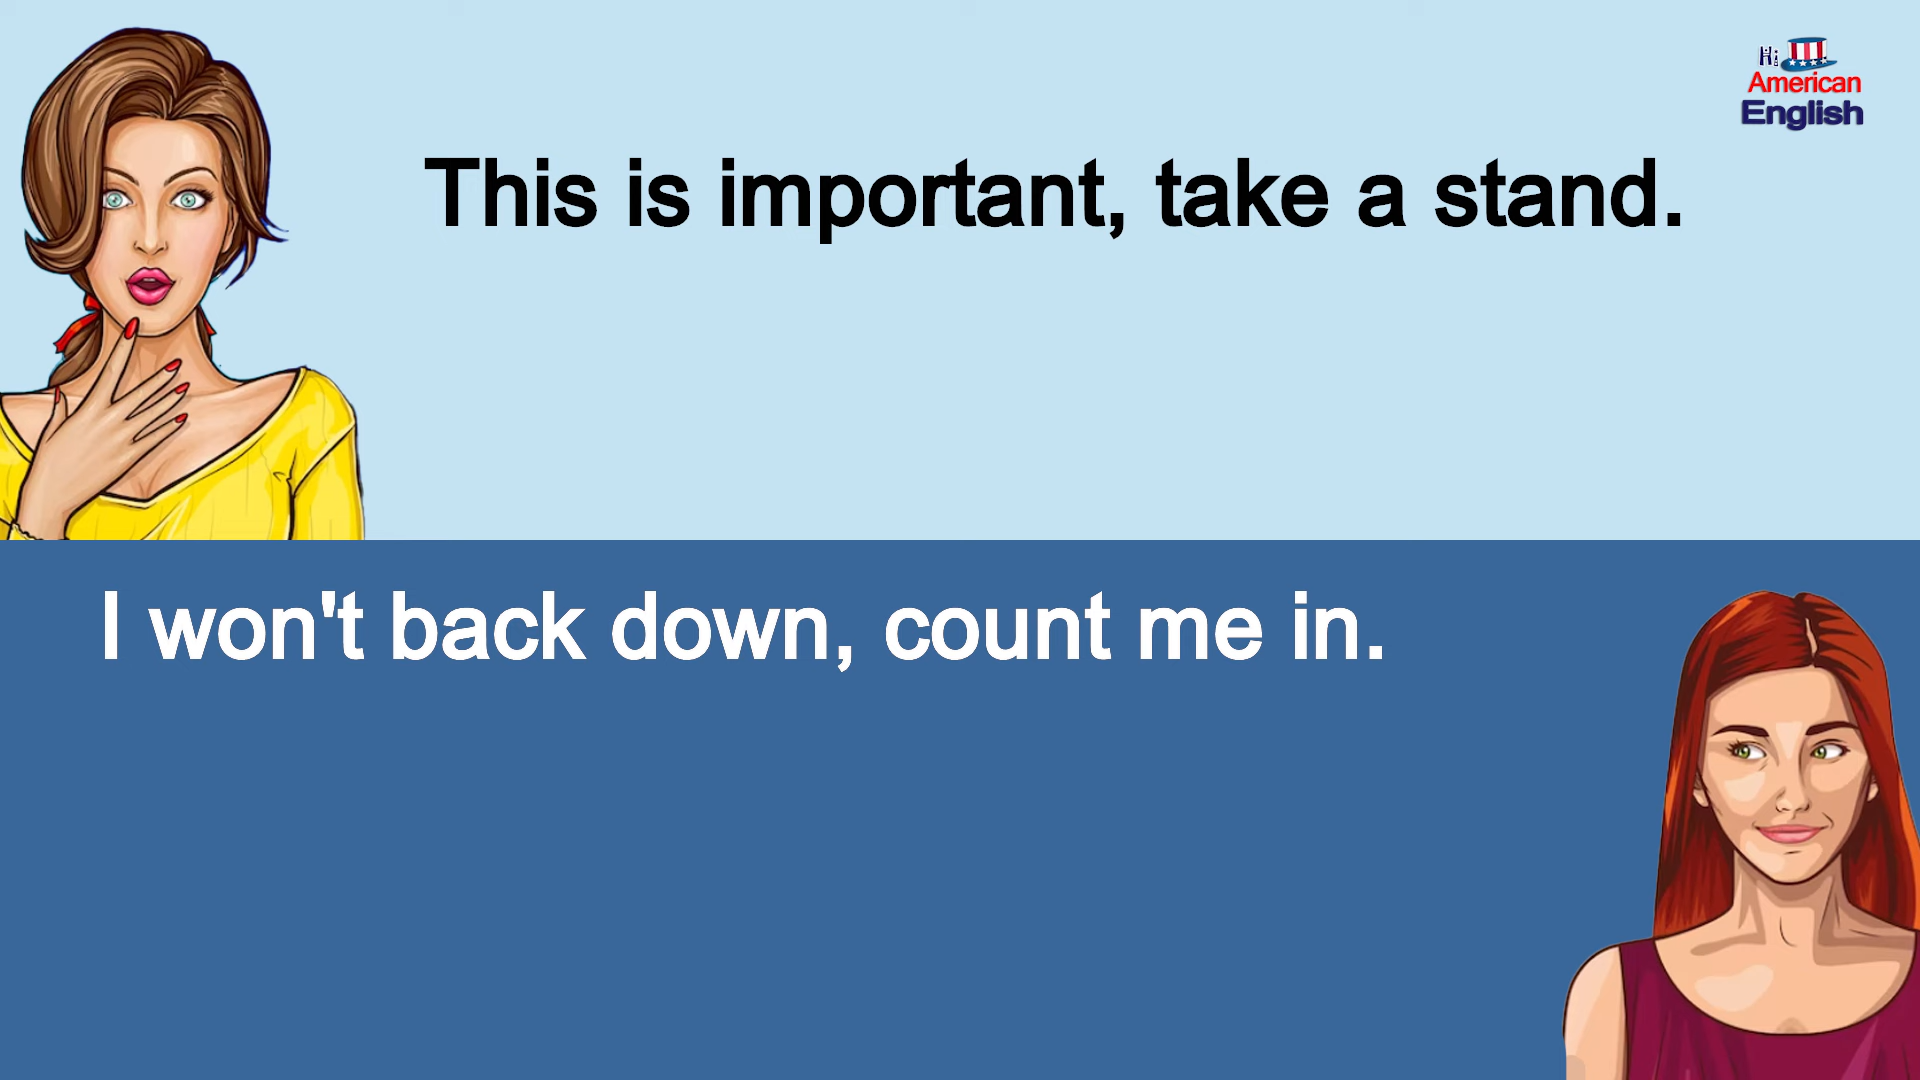 Hi
American
English
This is important, take a stand.
I won't back down, count me in.